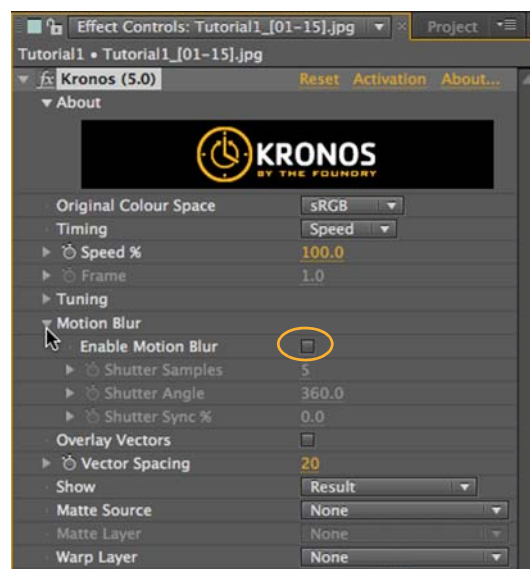 Effect Controls: Tutorial1_[01-15].jpg Project
Tutorial1 • Tutorial1_[01-15].jpg
fx Kronos (5.0) Reset Activation About...
About
KRONOS
BY THE FOUNDRY
Original Colour Space sRGB
Timing Speed
Speed % 100.0
Frame 1.0
Tuning
Motion Blur
Enable Motion Blur
Shutter Samples 5
Shutter Angle 360.0
Shutter Sync % 0.0
Overlay Vectors
Vector Spacing 20
Show Result
Matte Source None
Matte Layer None
Warp Layer None